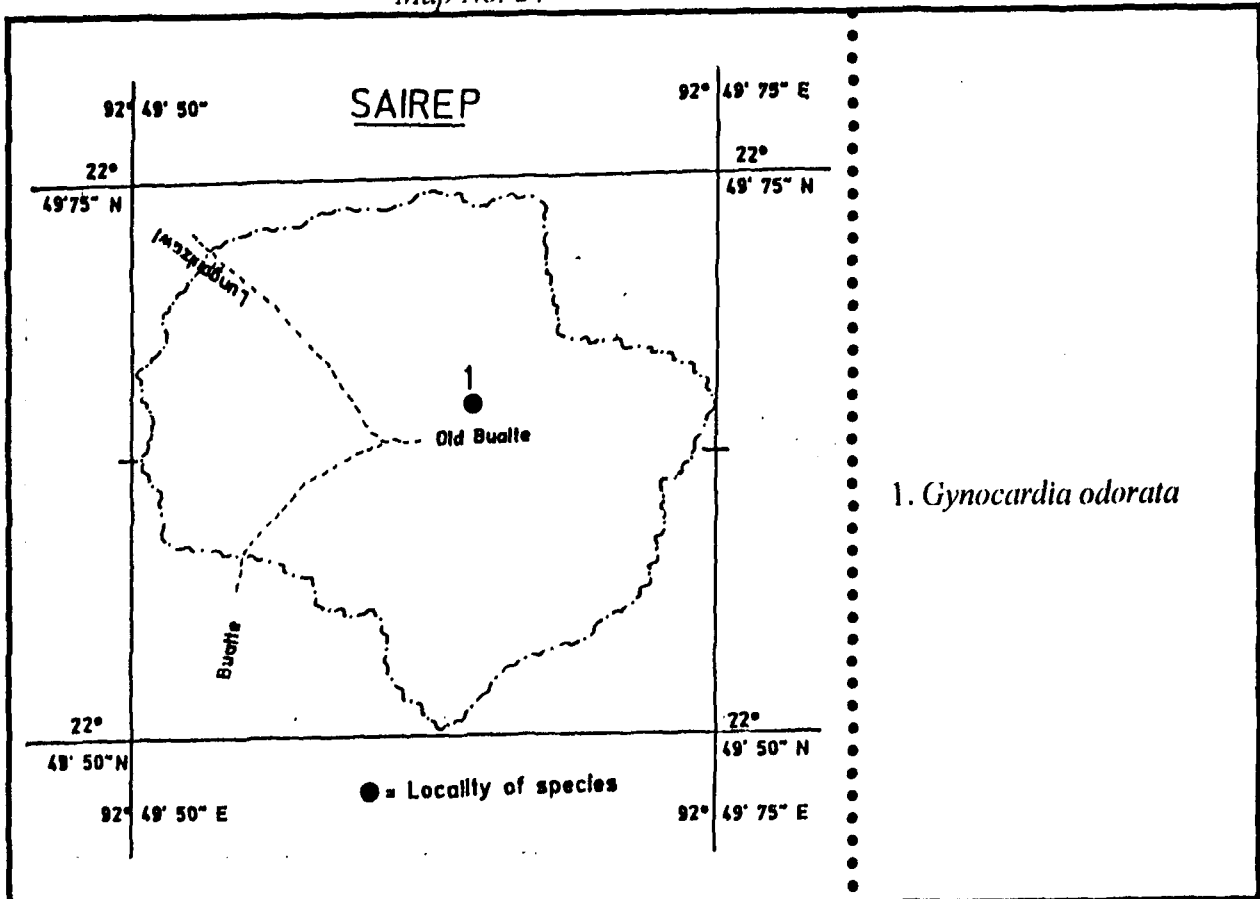 SAIREP
92° 49' 50"
92° 49' 75" E
22°
49' 75" N
22°
49' 75" N
1
Old Bualte
Bualte
1. Gynocardia odorata
22°
49' 50" N
22°
49' 50" N
● = Locality of species
92° 49' 50" E
92° 49' 75" E